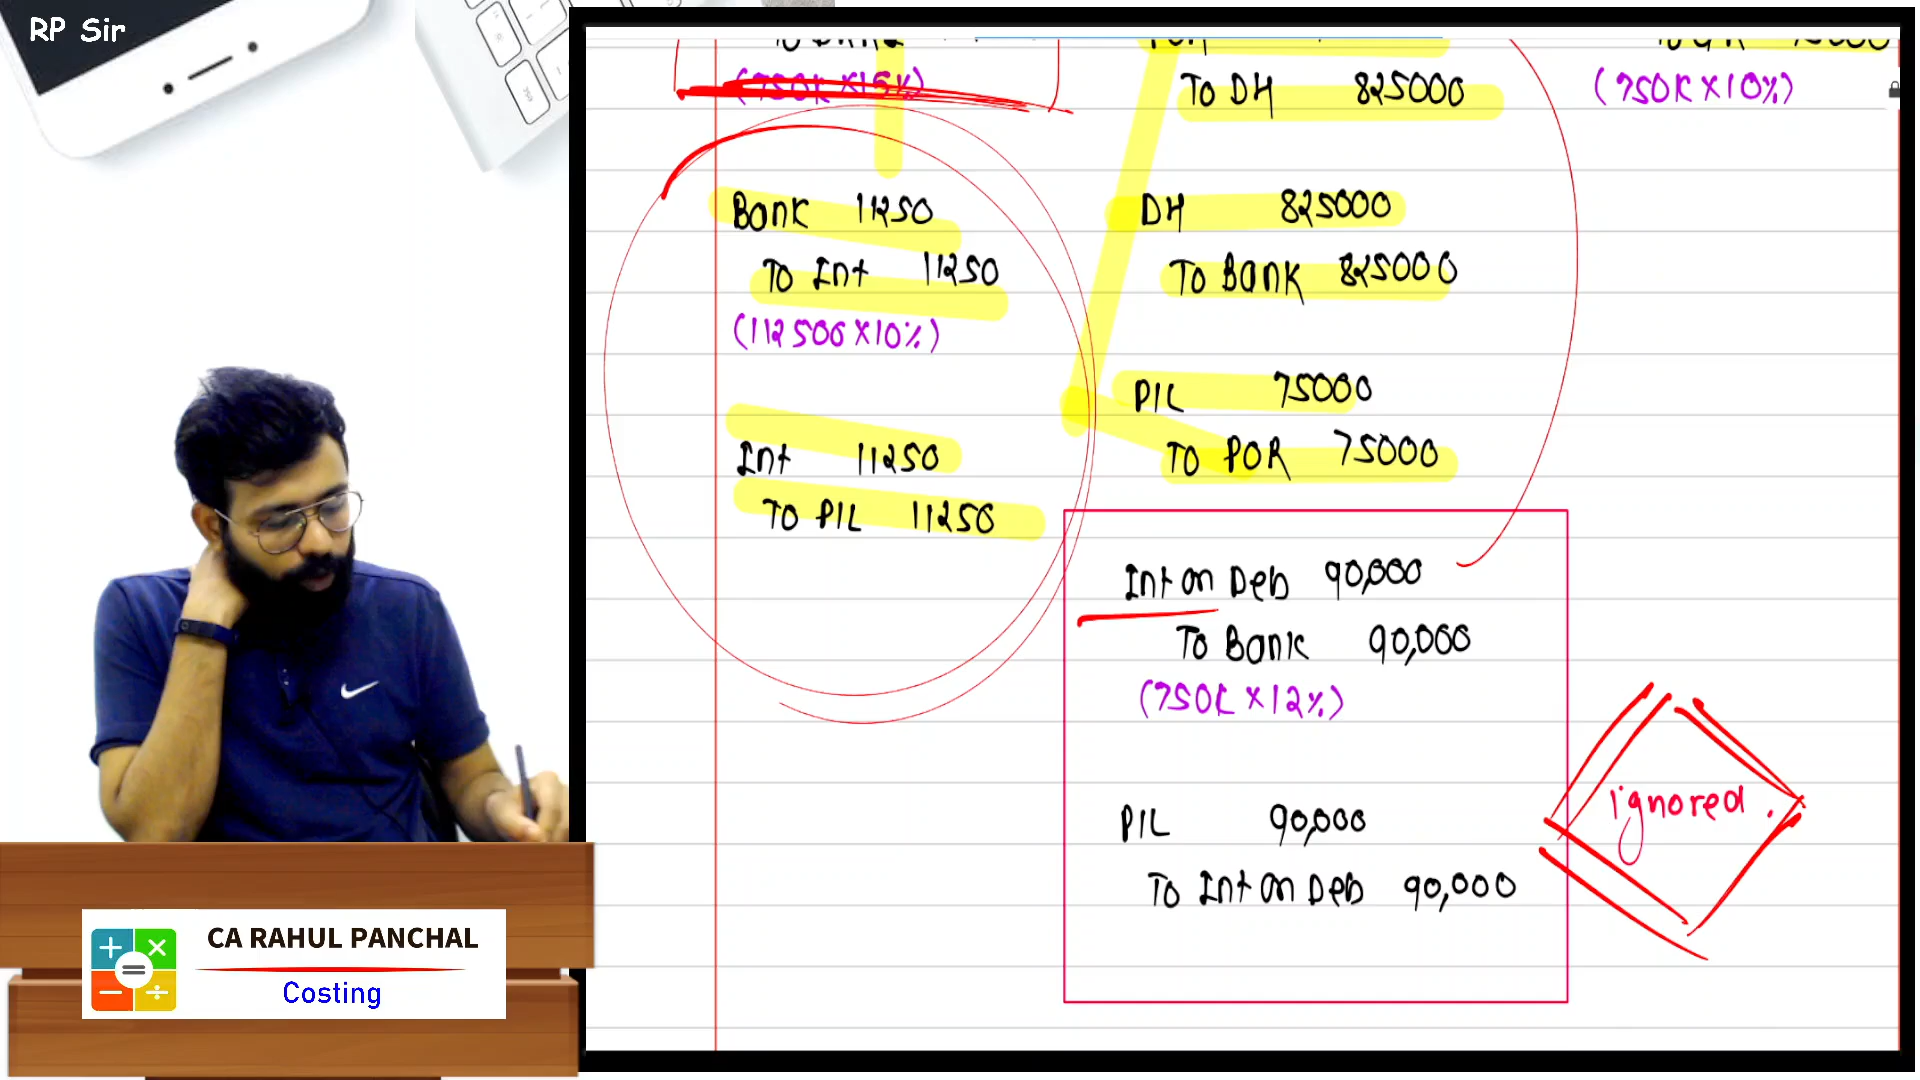 RP Sir
(750K X 15%)
To DH 825000
(750K X 10%)
Bank 11250
To Int 11250
(112500 X 10%)
Int 11250
To P/L 11250
DH 825000
To Bank 825000
P/L 75000
To POR 75000
Int on Deb 90,000
To Bank 90,000
(750K X 12%)
P/L 90,000
To Int on Deb 90,000
ignored.
CA RAHUL PANCHAL
Costing